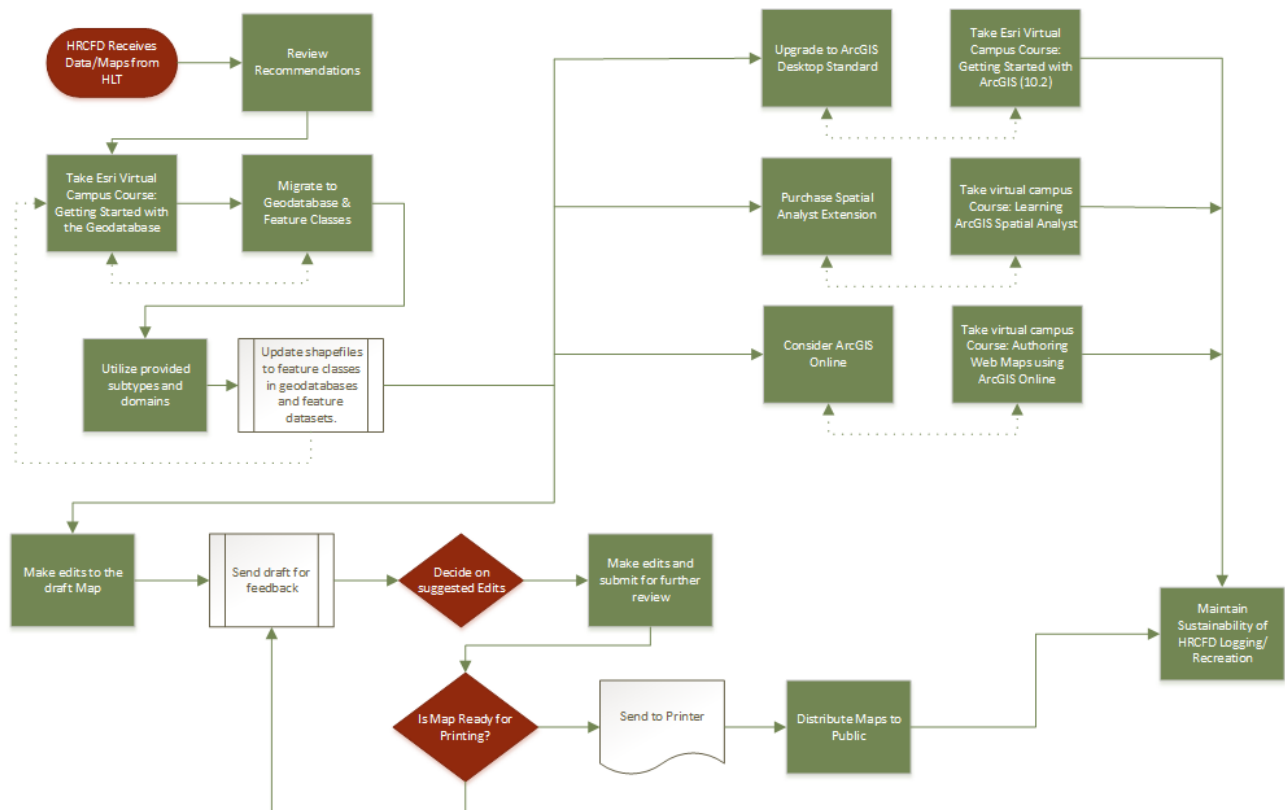 HRCFD Receives
Data/Maps from
HLT
Review
Recommendations
Upgrade to ArcGIS
Desktop Standard
Take Esri Virtual
Campus Course:
Getting Started with
ArcGIS (10.2)
Take Esri Virtual
Campus Course:
Getting Started with
the Geodatabase
Migrate to
Geodatabase &
Feature Classes
Purchase Spatial
Analyst Extension
Take virtual campus
Course: Learning
ArcGIS Spatial Analyst
Utilize provided
subtypes and
domains
Update shapefiles
to feature classes
in geodatabases
and feature
datasets.
Consider ArcGIS
Online
Take virtual campus
Course: Authoring
Web Maps using
ArcGIS Online
Make edits to the
draft Map
Send draft for
feedback
Decide on
suggested Edits
Make edits and
submit for further
review
Maintain
Sustainability of
HRCFD Logging/
Recreation
Is Map Ready for
Printing?
Send to Printer
Distribute Maps to
Public